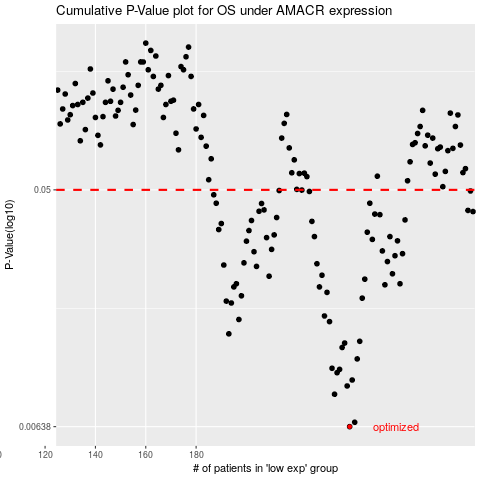 Cumulative P-Value plot for OS under AMACR expression
P-Value(log10)
0.05
0.00638
optimized
0 120 140 160 180
# of patients in 'low exp' group